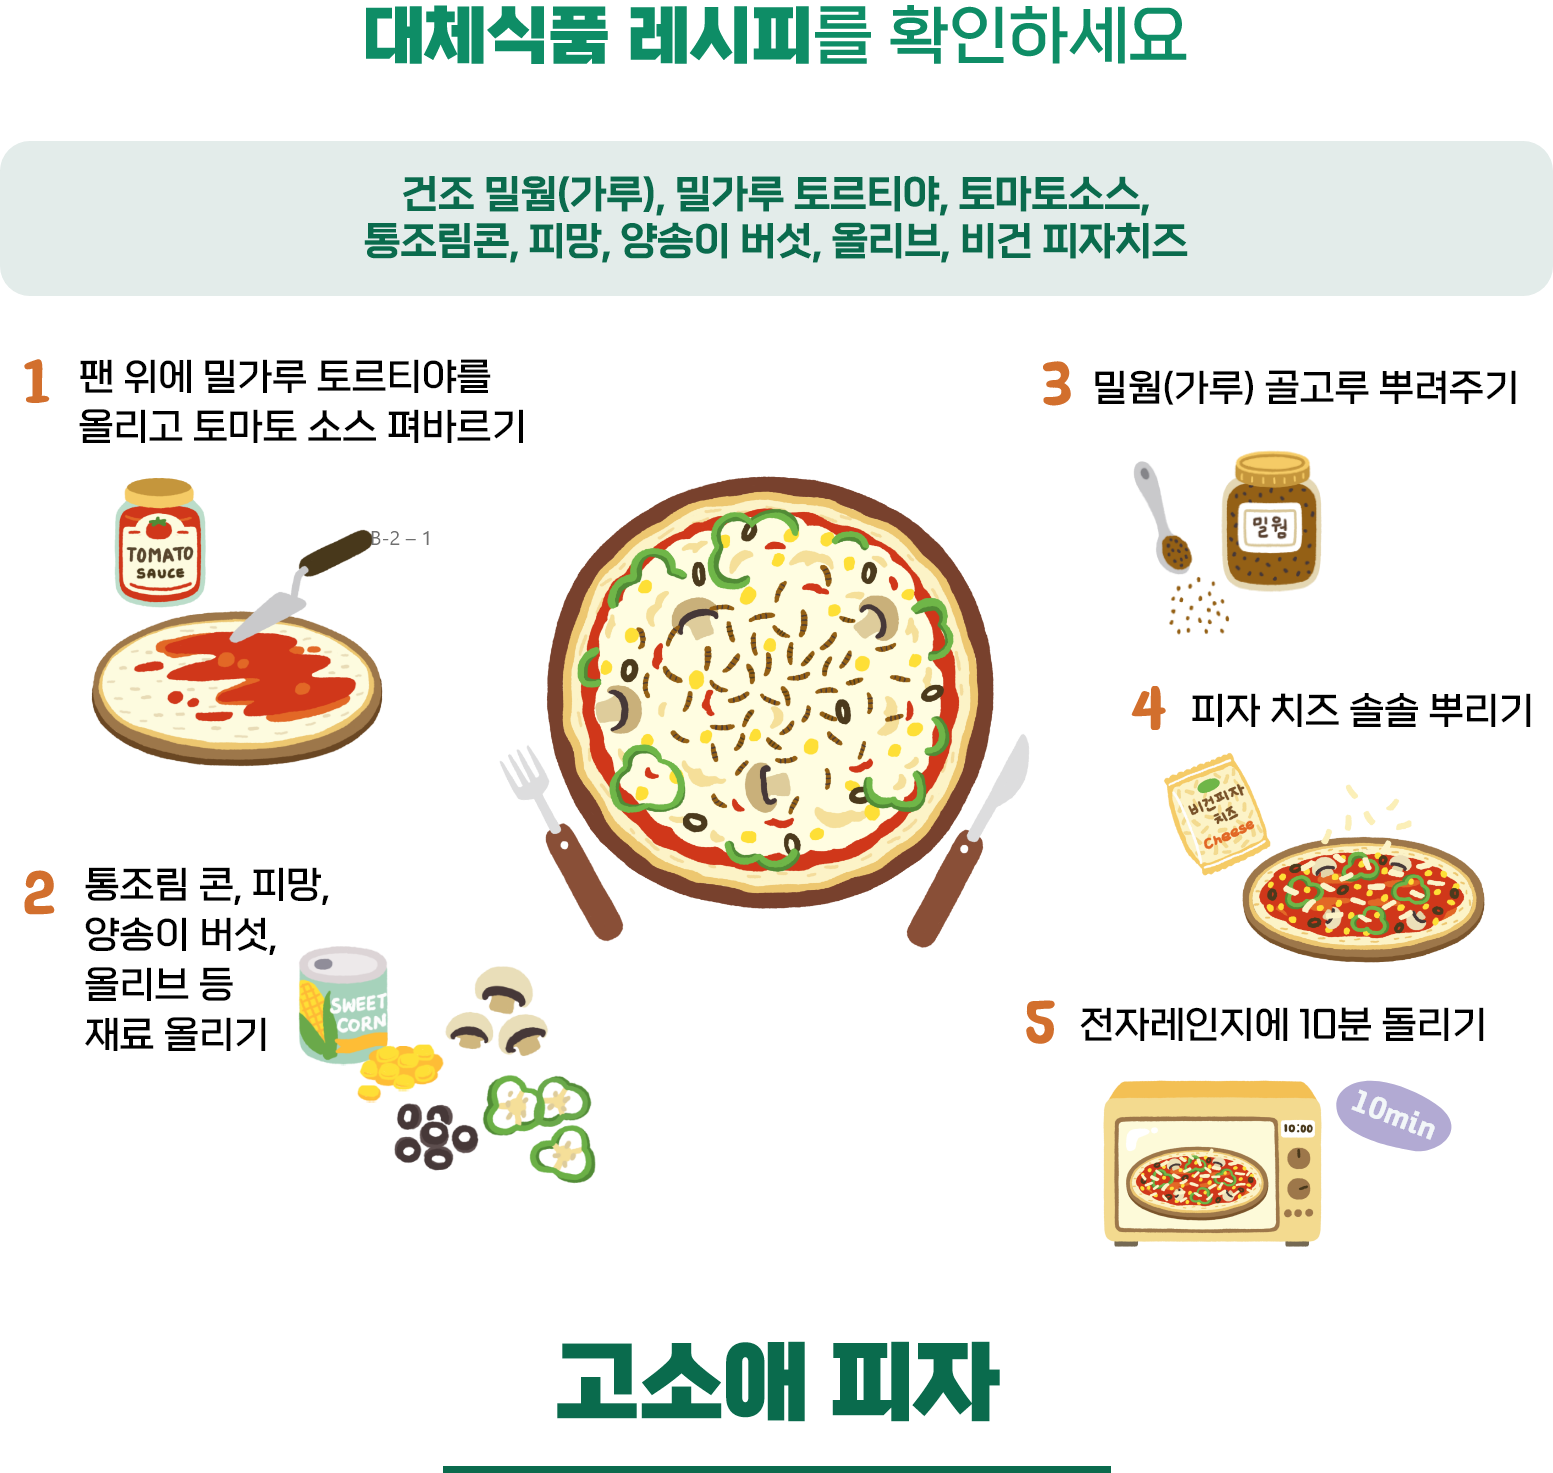 대체식품 레시피를 확인하세요
건조 밀웜(가루), 밀가루 토르티야, 토마토소스,
통조림콘, 피망, 양송이 버섯, 올리브, 비건 피자치즈
1 팬 위에 밀가루 토르티야를
올리고 토마토 소스 펴바르기
TOMATO
SAUCE
B-2 – 1
2 통조림 콘, 피망,
양송이 버섯,
올리브 등
재료 올리기
SWEET
CORN
3 밀웜(가루) 골고루 뿌려주기
밀웜
4 피자 치즈 솔솔 뿌리기
비건피자
치즈
Cheese
5 전자레인지에 10분 돌리기
10:00
10min
고소애 피자